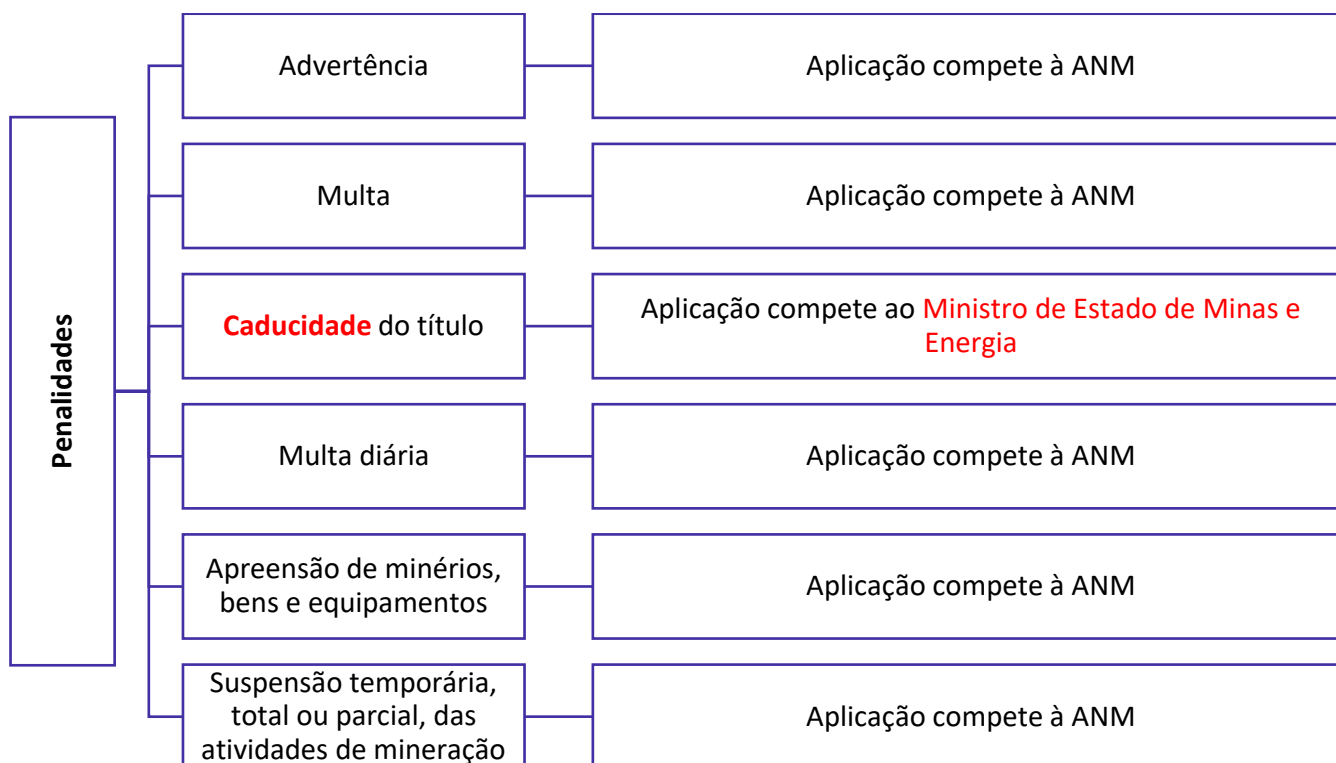 Penalidades
Advertência
Aplicação compete à ANM
Multa
Aplicação compete à ANM
Caducidade do título
Aplicação compete ao Ministro de Estado de Minas e
Energia
Multa diária
Aplicação compete à ANM
Apreensão de minérios,
bens e equipamentos
Aplicação compete à ANM
Suspensão temporária,
total ou parcial, das
atividades de mineração
Aplicação compete à ANM